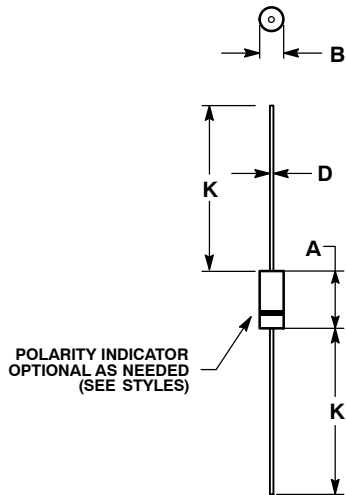 B
K
D
A
POLARITY INDICATOR
OPTIONAL AS NEEDED
(SEE STYLES)
K